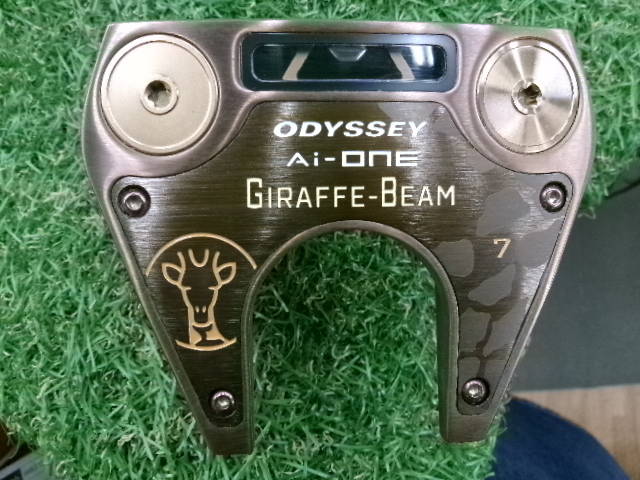 ODYSSEY
Ai-ONE
GIRAFFE-BEAM
7